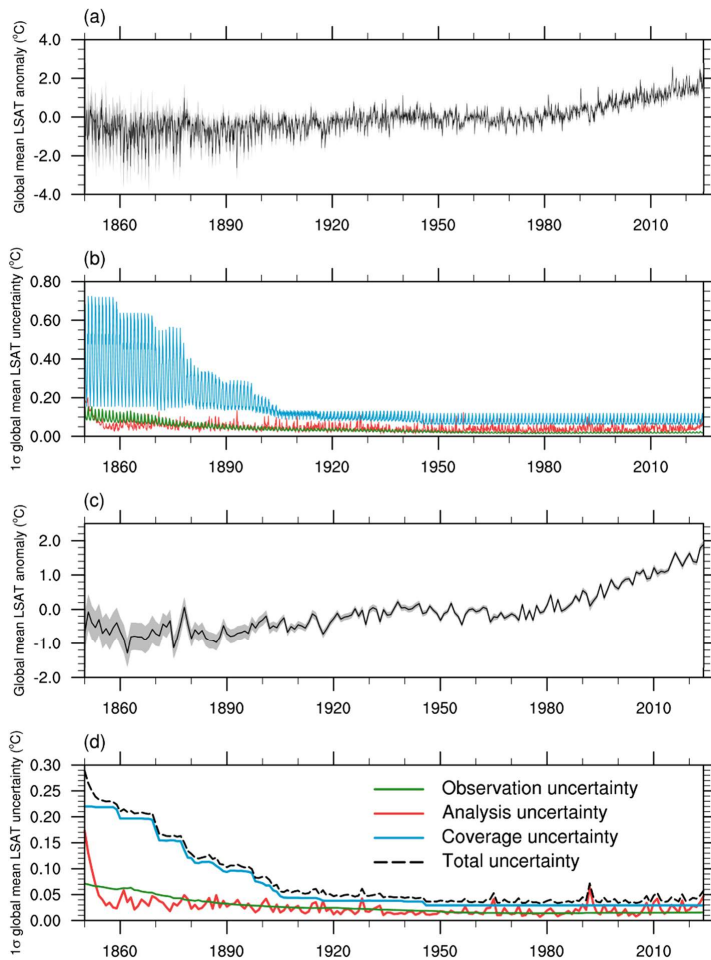 (a)
Global mean LSAT anomaly (°C)
4.0
2.0
0.0
-2.0
-4.0
1860 1890 1920 1950 1980 2010
(b)
1σ global mean LSAT uncertainty (°C)
0.80
0.60
0.40
0.20
0.00
1860 1890 1920 1950 1980 2010
(c)
Global mean LSAT anomaly (°C)
2.0
1.0
0.0
-1.0
-2.0
1860 1890 1920 1950 1980 2010
(d)
1σ global mean LSAT uncertainty (°C)
0.30
0.25
0.20
0.15
0.10
0.05
0.00
Observation uncertainty
Analysis uncertainty
Coverage uncertainty
Total uncertainty
1860 1890 1920 1950 1980 2010